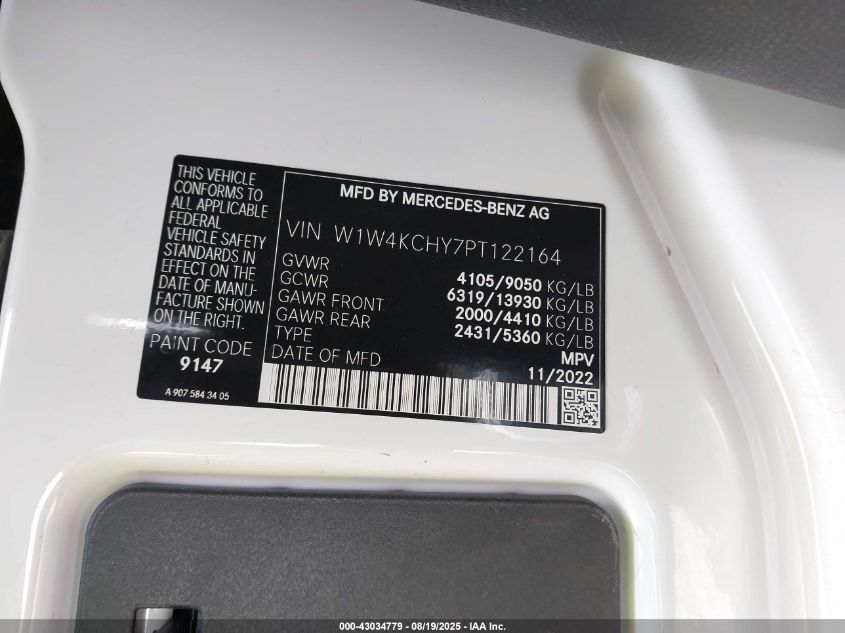 THIS VEHICLE
CONFORMS TO
ALL APPLICABLE
FEDERAL
VEHICLE SAFETY
STANDARDS IN
EFFECT ON THE
DATE OF MANU-
FACTURE SHOWN
ON THE RIGHT.
PAINT CODE
9147
A 907 584 34 05
MFD BY MERCEDES-BENZ AG
VIN W1W4KCHY7PT122164
GVWR 4105/9050 KG/LB
GCWR 6319/13930 KG/LB
GAWR FRONT 2000/4410 KG/LB
GAWR REAR 2431/5360 KG/LB
TYPE MPV
DATE OF MFD 11/2022
000-43034779 - 08/19/2025 - IAA Inc.